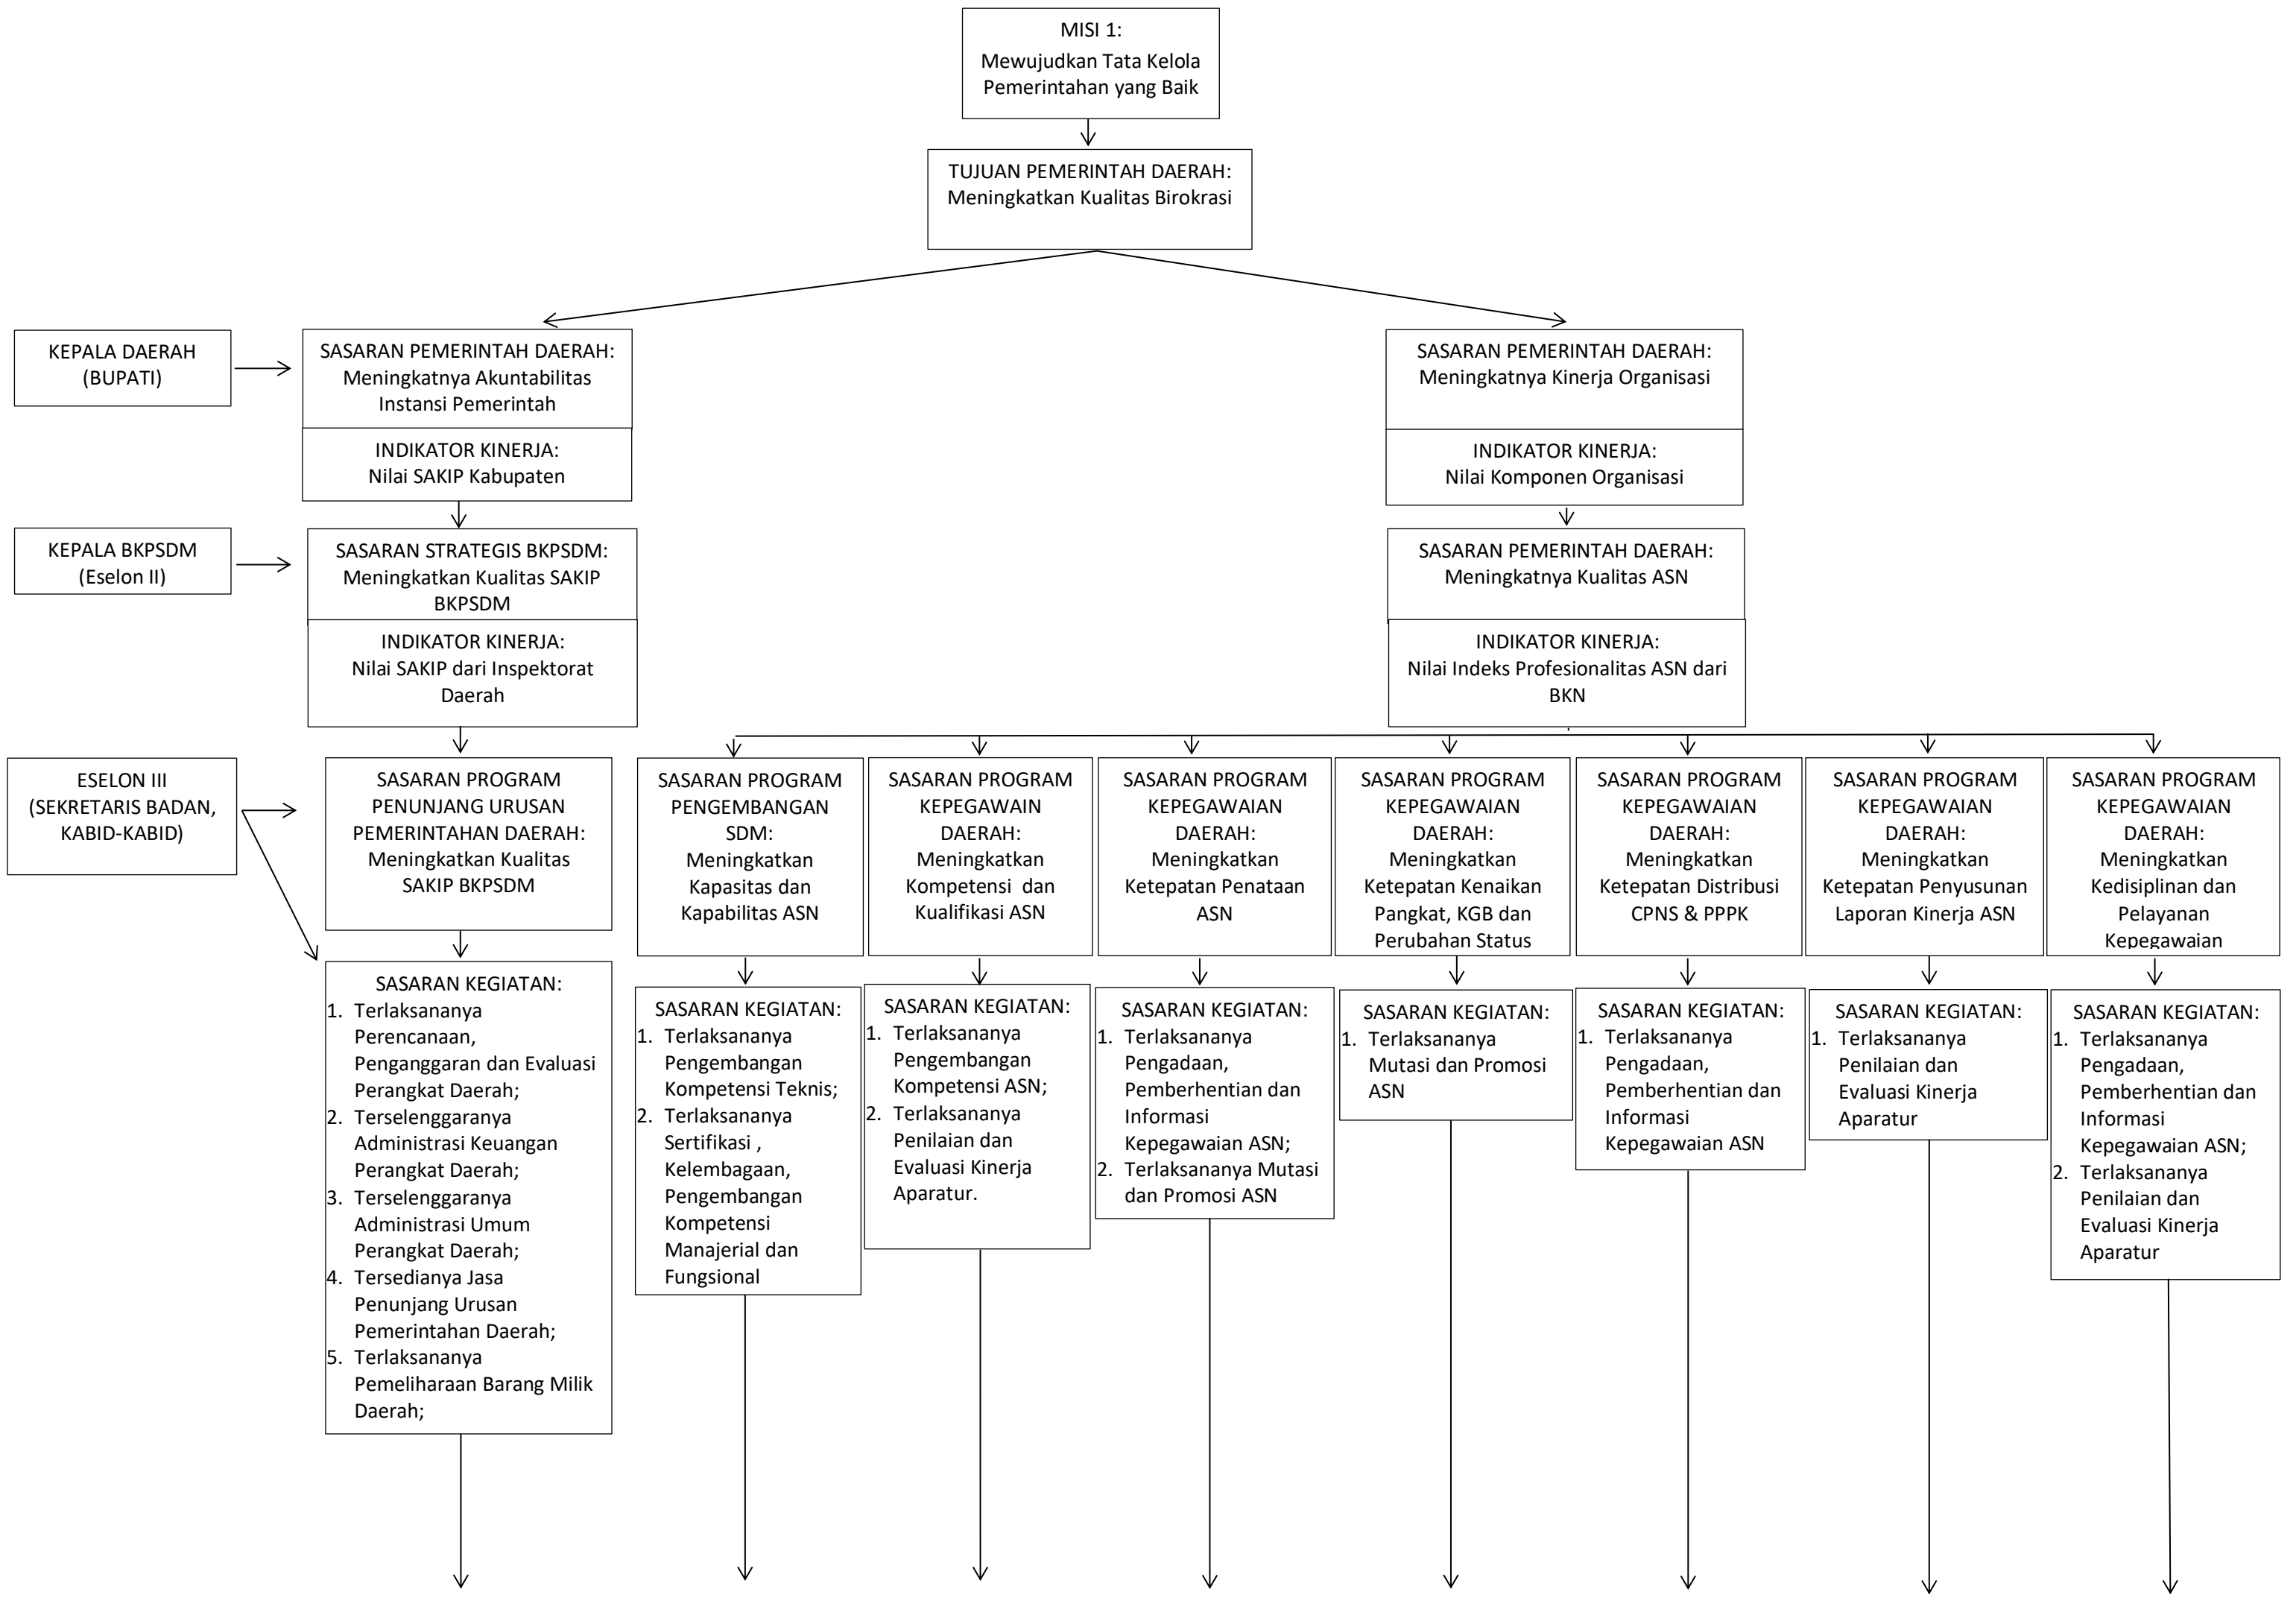 MISI 1:
Mewujudkan Tata Kelola
Pemerintahan yang Baik
TUJUAN PEMERINTAH DAERAH:
Meningkatkan Kualitas Birokrasi
KEPALA DAERAH
(BUPATI)
SASARAN PEMERINTAH DAERAH:
Meningkatnya Akuntabilitas
Instansi Pemerintah
INDIKATOR KINERJA:
Nilai SAKIP Kabupaten
SASARAN PEMERINTAH DAERAH:
Meningkatnya Kinerja Organisasi
INDIKATOR KINERJA:
Nilai Komponen Organisasi
KEPALA BKPSDM
(Eselon II)
SASARAN STRATEGIS BKPSDM:
Meningkatkan Kualitas SAKIP
BKPSDM
INDIKATOR KINERJA:
Nilai SAKIP dari Inspektorat
Daerah
SASARAN PEMERINTAH DAERAH:
Meningkatnya Kualitas ASN
INDIKATOR KINERJA:
Nilai Indeks Profesionalitas ASN dari
BKN
ESELON III
(SEKRETARIS BADAN,
KABID-KABID)
SASARAN PROGRAM
PENUNJANG URUSAN
PEMERINTAHAN DAERAH:
Meningkatkan Kualitas
SAKIP BKPSDM
SASARAN PROGRAM
PENGEMBANGAN
SDM:
Meningkatkan
Kapasitas dan
Kapabilitas ASN
SASARAN PROGRAM
KEPEGAWAIN
DAERAH:
Meningkatkan
Kompetensi  dan
Kualifikasi ASN
SASARAN PROGRAM
KEPEGAWAIAN
DAERAH:
Meningkatkan
Ketepatan Penataan
ASN
SASARAN PROGRAM
KEPEGAWAIAN
DAERAH:
Meningkatkan
Ketepatan Kenaikan
Pangkat, KGB dan
Perubahan Status
SASARAN PROGRAM
KEPEGAWAIAN
DAERAH:
Meningkatkan
Ketepatan Distribusi
CPNS & PPPK
SASARAN PROGRAM
KEPEGAWAIAN
DAERAH:
Meningkatkan
Ketepatan Penyusunan
Laporan Kinerja ASN
SASARAN PROGRAM
KEPEGAWAIAN
DAERAH:
Meningkatkan
Kedisiplinan dan
Pelayanan
Kepegawaian
SASARAN KEGIATAN:
1. Terlaksananya
Perencanaan,
Penganggaran dan Evaluasi
Perangkat Daerah;
2. Terselenggaranya
Administrasi Keuangan
Perangkat Daerah;
3. Terselenggaranya
Administrasi Umum
Perangkat Daerah;
4. Tersedianya Jasa
Penunjang Urusan
Pemerintahan Daerah;
5. Terlaksananya
Pemeliharaan Barang Milik
Daerah;
SASARAN KEGIATAN:
1. Terlaksananya
Pengembangan
Kompetensi Teknis;
2. Terlaksananya
Sertifikasi ,
Kelembagaan,
Pengembangan
Kompetensi
Manajerial dan
Fungsional
SASARAN KEGIATAN:
1. Terlaksananya
Pengembangan
Kompetensi ASN;
2. Terlaksananya
Penilaian dan
Evaluasi Kinerja
Aparatur.
SASARAN KEGIATAN:
1. Terlaksananya
Pengadaan,
Pemberhentian dan
Informasi
Kepegawaian ASN;
2. Terlaksananya Mutasi
dan Promosi ASN
SASARAN KEGIATAN:
1. Terlaksananya
Mutasi dan Promosi
ASN
SASARAN KEGIATAN:
1. Terlaksananya
Pengadaan,
Pemberhentian dan
Informasi
Kepegawaian ASN
SASARAN KEGIATAN:
1. Terlaksananya
Penilaian dan
Evaluasi Kinerja
Aparatur
SASARAN KEGIATAN:
1. Terlaksananya
Pengadaan,
Pemberhentian dan
Informasi
Kepegawaian ASN;
2. Terlaksananya
Penilaian dan
Evaluasi Kinerja
Aparatur